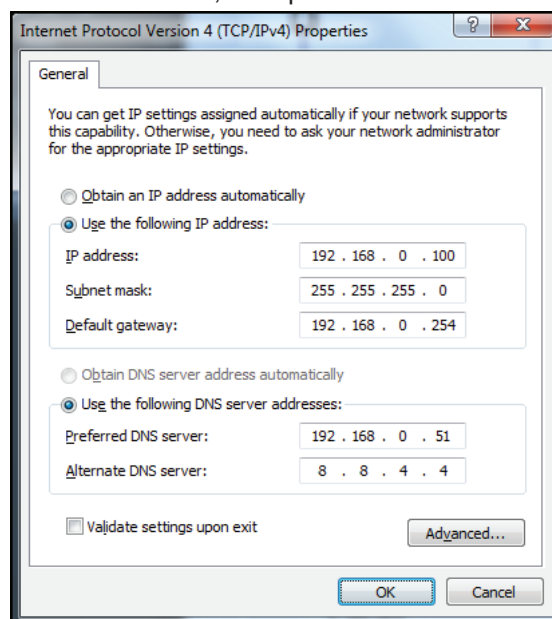 Internet Protocol Version 4 (TCP/IPv4) Properties
?
X
General
You can get IP settings assigned automatically if your network supports
this capability. Otherwise, you need to ask your network administrator
for the appropriate IP settings.
Obtain an IP address automatically
Use the following IP address:
IP address: 192 . 168 . 0 . 100
Subnet mask: 255 . 255 . 255 . 0
Default gateway: 192 . 168 . 0 . 254
Obtain DNS server address automatically
Use the following DNS server addresses:
Preferred DNS server: 192 . 168 . 0 . 51
Alternate DNS server: 8 . 8 . 4 . 4
Validate settings upon exit
Advanced...
OK Cancel